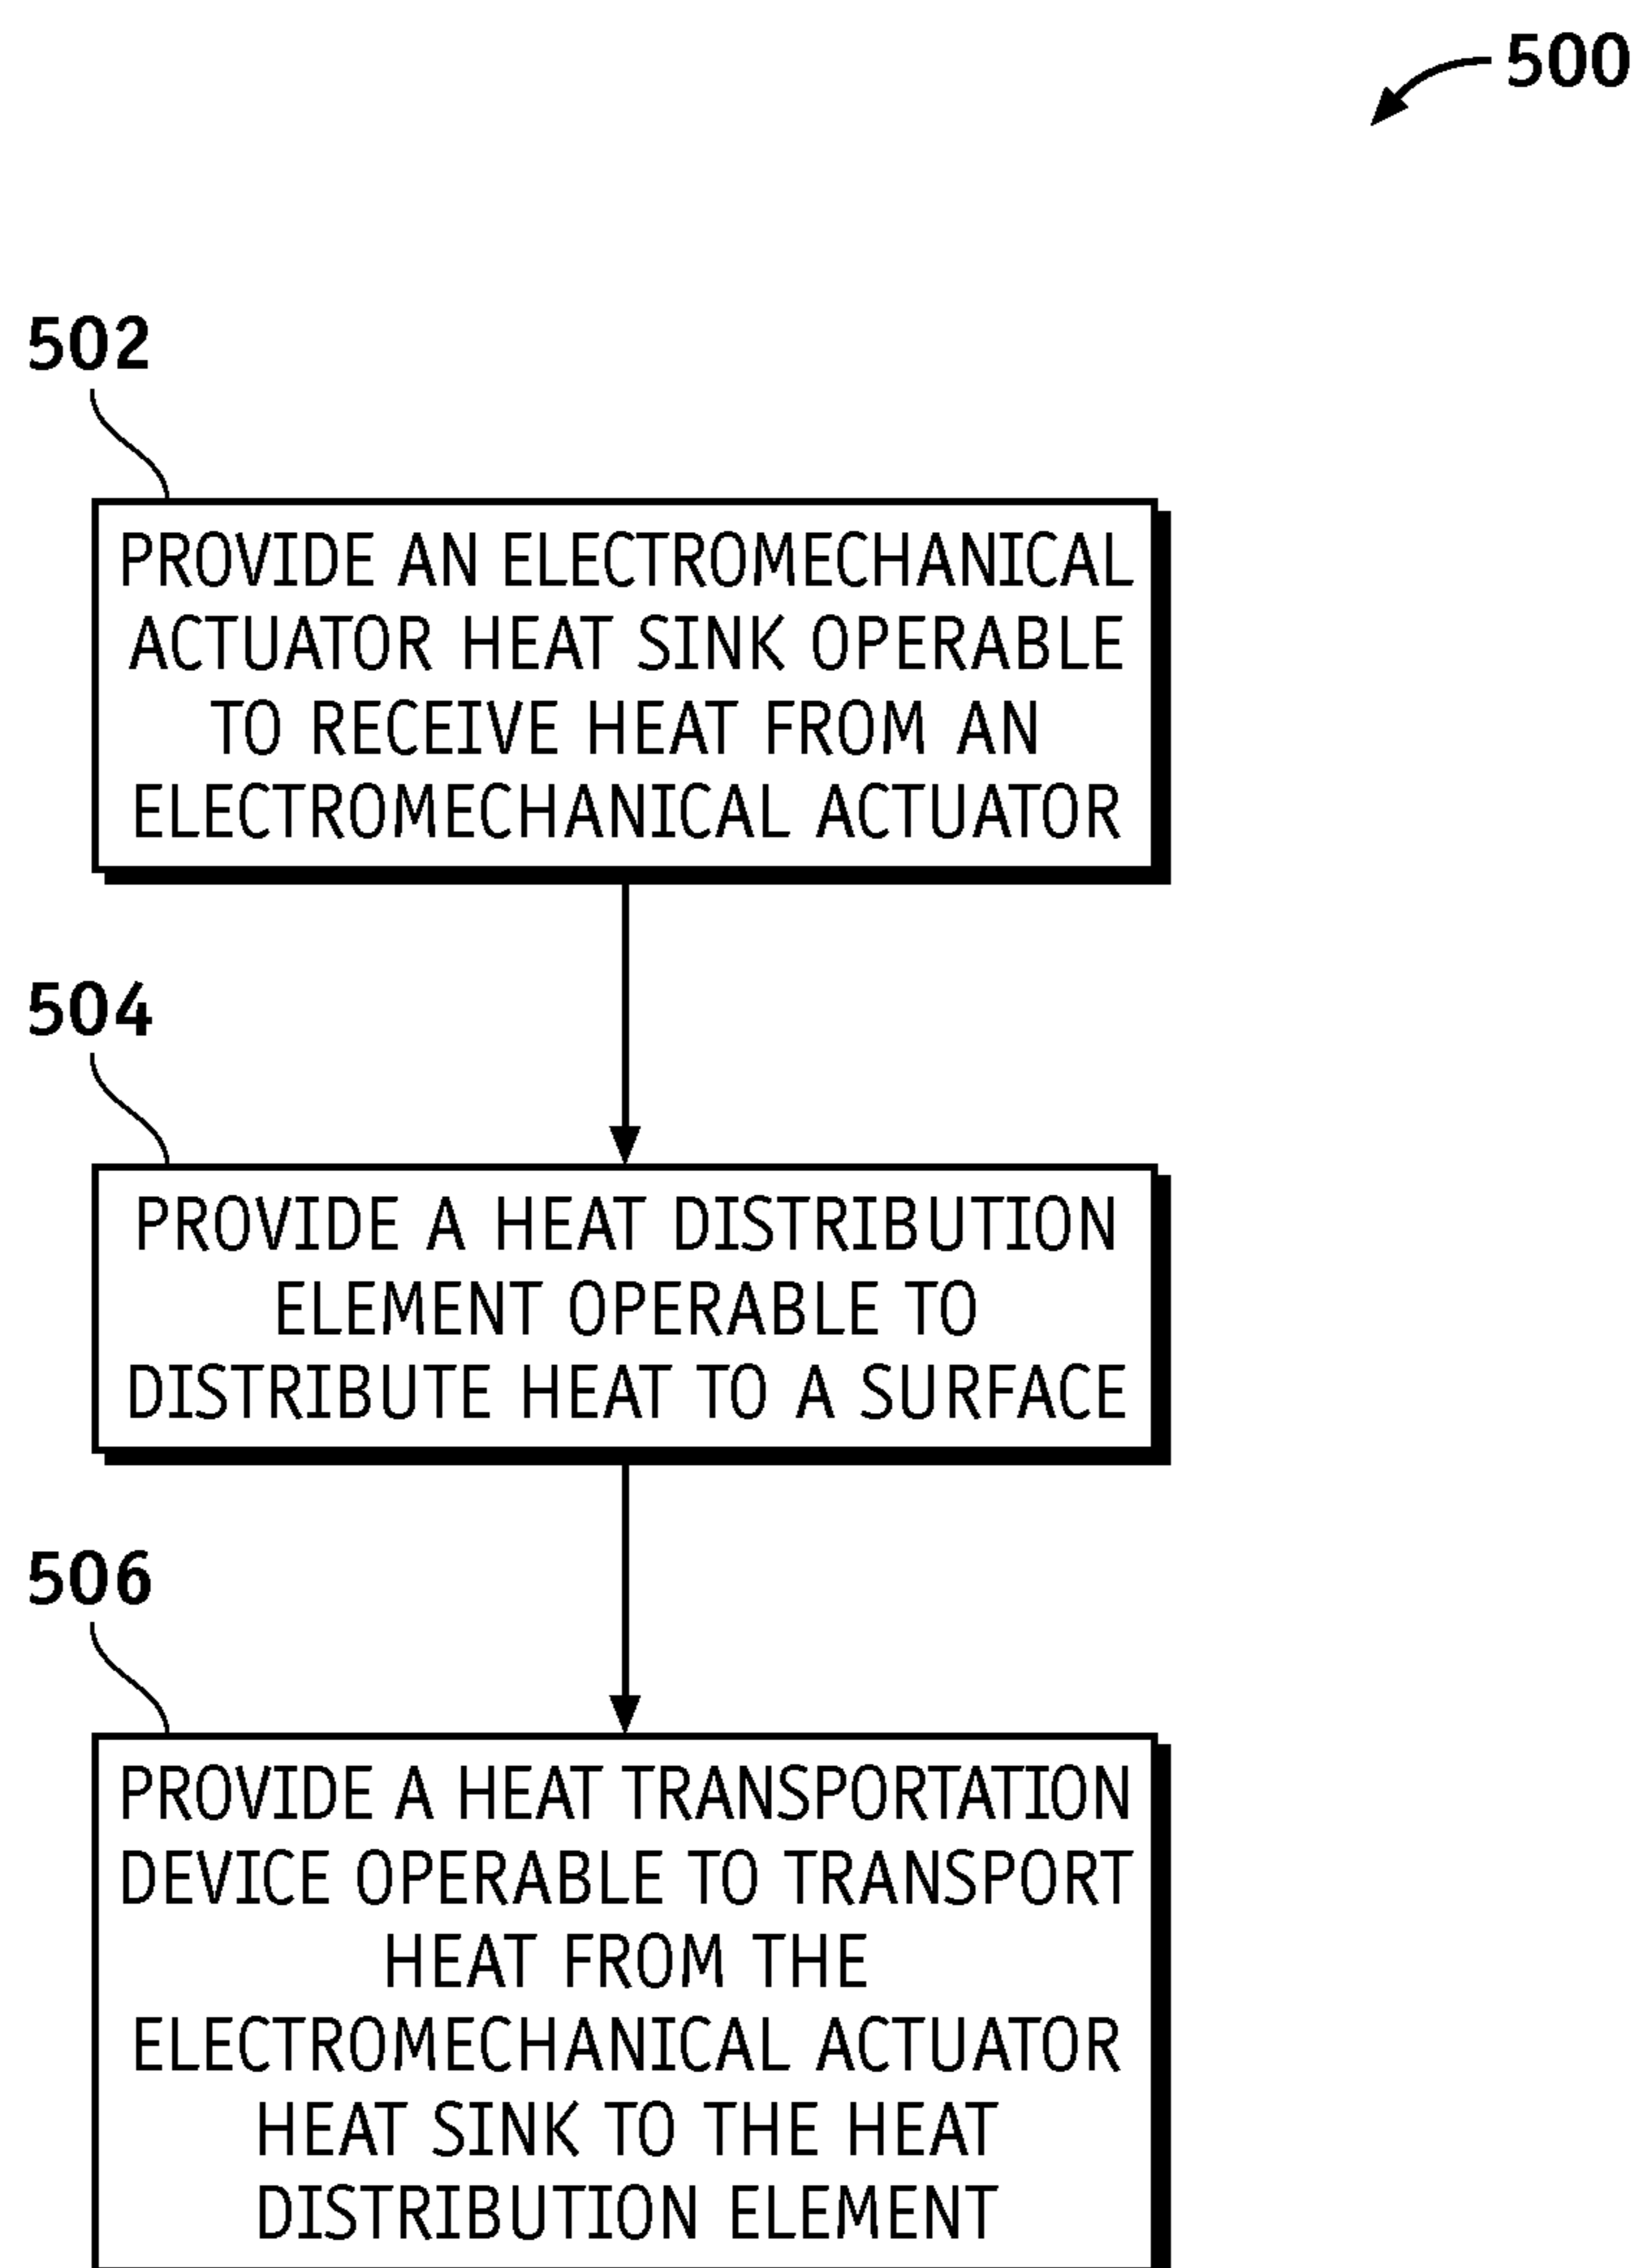 500
502
PROVIDE AN ELECTROMECHANICAL
ACTUATOR HEAT SINK OPERABLE
TO RECEIVE HEAT FROM AN
ELECTROMECHANICAL ACTUATOR
504
PROVIDE A HEAT DISTRIBUTION
ELEMENT OPERABLE TO
DISTRIBUTE HEAT TO A SURFACE
506
PROVIDE A HEAT TRANSPORTATION
DEVICE OPERABLE TO TRANSPORT
HEAT FROM THE
ELECTROMECHANICAL ACTUATOR
HEAT SINK TO THE HEAT
DISTRIBUTION ELEMENT